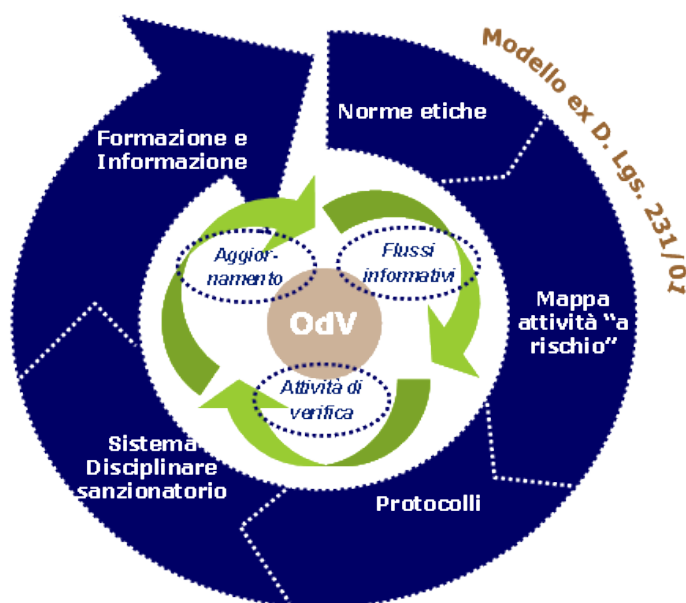 Modello ex D. Lgs. 231/01
Norme etiche
Formazione e
Informazione
Aggior-
namento
Flussi
informativi
OdV
Mappa
attività “a
rischio”
Attività di
verifica
Sistema
Disciplinare
sanzionatorio
Protocolli